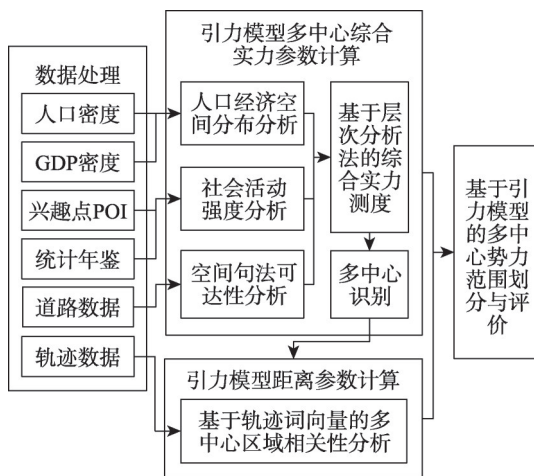 数据处理
人口密度
GDP密度
兴趣点POI
统计年鉴
道路数据
轨迹数据
引力模型多中心综合
实力参数计算
人口经济空
间分布分析
社会活动
强度分析
空间句法可
达性分析
基于层
次分析
法的综
合实力
测度
多中心
识别
引力模型距离参数计算
基于轨迹词向量的多
中心区域相关性分析
基于引
力模型
的多中
心势力
范围划
分与评
价